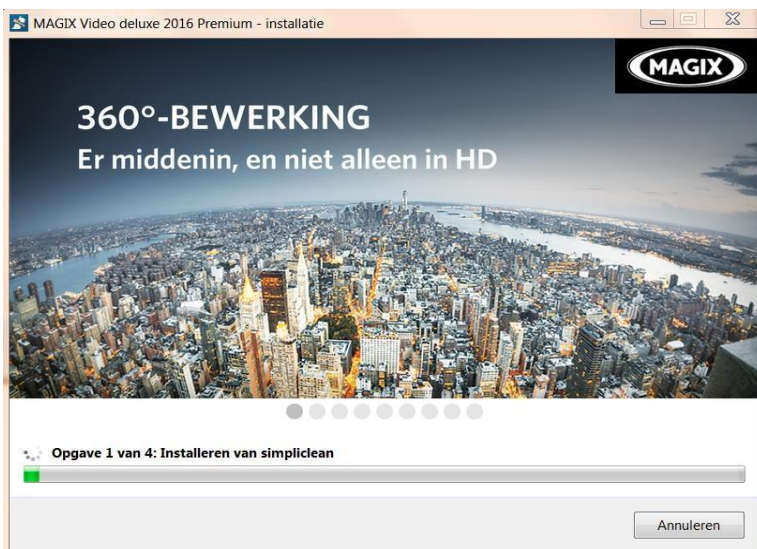 MAGIX Video deluxe 2016 Premium - installatie
MAGIX
360°-BEWERKING
Er middenin, en niet alleen in HD
Opgave 1 van 4: Installeren van simpliclean
Annuleren